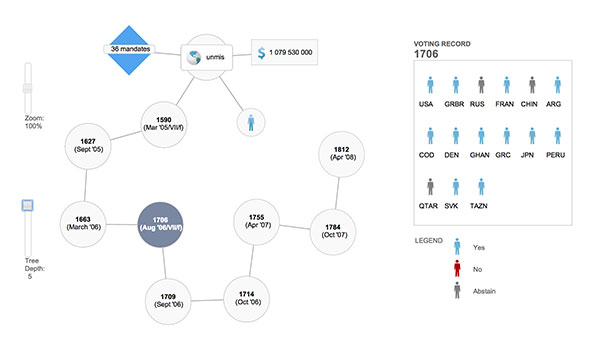 36 mandates
unmis
$ 1 079 530 000
Zoom:
100%
1590
(Mar '05/VII/f)
1627
(Sept '05)
1812
(Apr '08)
1663
(March '06)
1706
(Aug '06/VII/f)
1755
(Apr '07)
1784
(Oct '07)
Tree
Depth:
5
1709
(Sept '06)
1714
(Oct '06)
VOTING RECORD
1706
USA GRBR RUS FRAN CHIN ARG
COD DEN GHAN GRC JPN PERU
QTAR SVK TAZN
LEGEND
Yes
No
Abstain